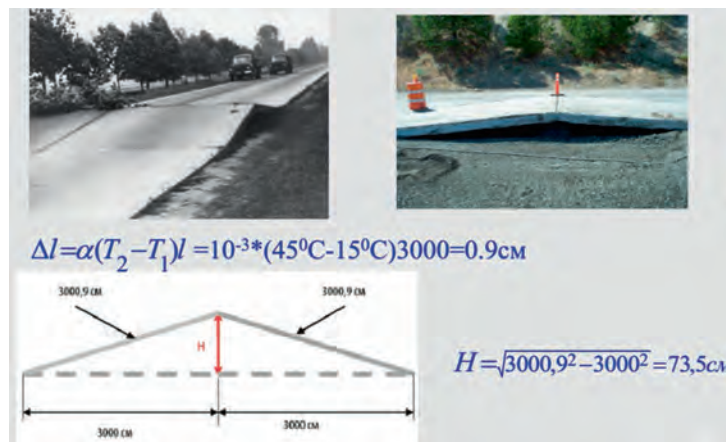 Δl=α(T₂−T₁)l =10⁻³*(45⁰C-15⁰C)3000=0.9см
3000,9 см
3000,9 см
H
H=√3000,9²−3000² =73,5см
3000 см
3000 см